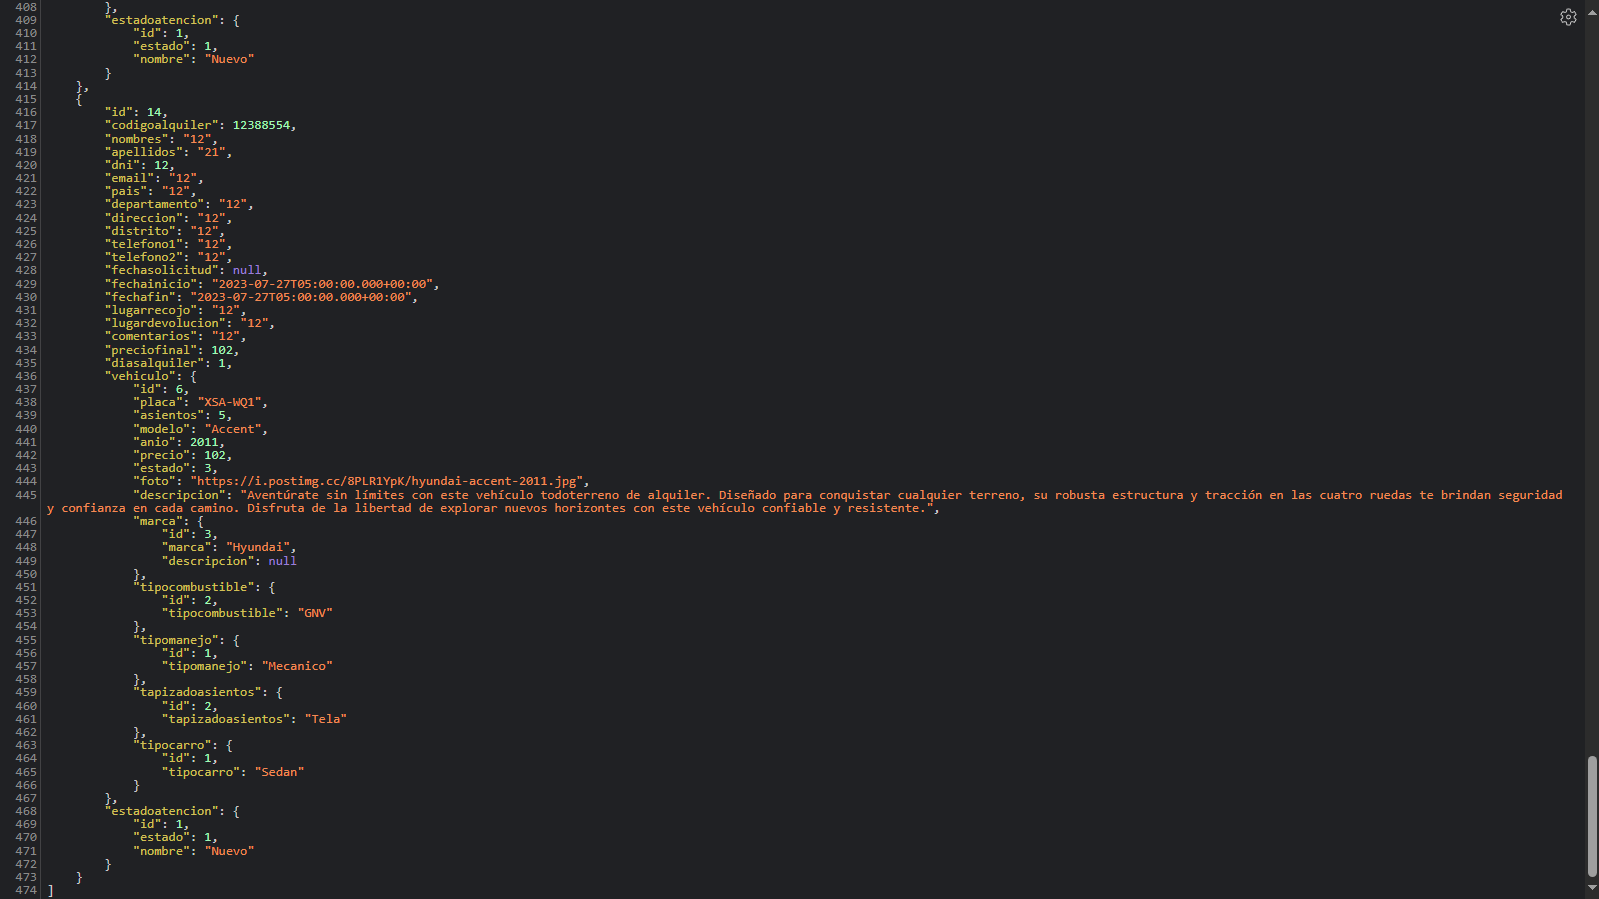 408        },
409        "estadoatencion": {
410            "id": 1,
411            "estado": 1,
412            "nombre": "Nuevo"
413        }
414    },
415    {
416        "id": 14,
417        "codigoalquiler": 12388554,
418        "nombres": "12",
419        "apellidos": "21",
420        "dni": 12,
421        "email": "12",
422        "pais": "12",
423        "departamento": "12",
424        "direccion": "12",
425        "distrito": "12",
426        "telefono1": "12",
427        "telefono2": "12",
428        "fechasolicitud": null,
429        "fechainicio": "2023-07-27T05:00:00.000+00:00",
430        "fechafin": "2023-07-27T05:00:00.000+00:00",
431        "lugarrecojo": "12",
432        "lugardevolucion": "12",
433        "comentarios": "12",
434        "preciofinal": 102,
435        "diasalquiler": 1,
436        "vehiculo": {
437            "id": 6,
438            "placa": "XSA-WQ1",
439            "asientos": 5,
440            "modelo": "Accent",
441            "anio": 2011,
442            "precio": 102,
443            "estado": 3,
444            "foto": "https://i.postimg.cc/8PLR1YpK/hyundai-accent-2011.jpg",
445            "descripcion": "Aventúrate sin límites con este vehículo todoterreno de alquiler. Diseñado para conquistar cualquier terreno, su robusta estructura y tracción en las cuatro ruedas te brindan seguridad
y confianza en cada camino. Disfruta de la libertad de explorar nuevos horizontes con este vehículo confiable y resistente.",
446            "marca": {
447                "id": 3,
448                "marca": "Hyundai",
449                "descripcion": null
450            },
451            "tipocombustible": {
452                "id": 2,
453                "tipocombustible": "GNV"
454            },
455            "tipomanejo": {
456                "id": 1,
457                "tipomanejo": "Mecanico"
458            },
459            "tapizadoasientos": {
460                "id": 2,
461                "tapizadoasientos": "Tela"
462            },
463            "tipocarro": {
464                "id": 1,
465                "tipocarro": "Sedan"
466            }
467        },
468        "estadoatencion": {
469            "id": 1,
470            "estado": 1,
471            "nombre": "Nuevo"
472        }
473    }
474 ]